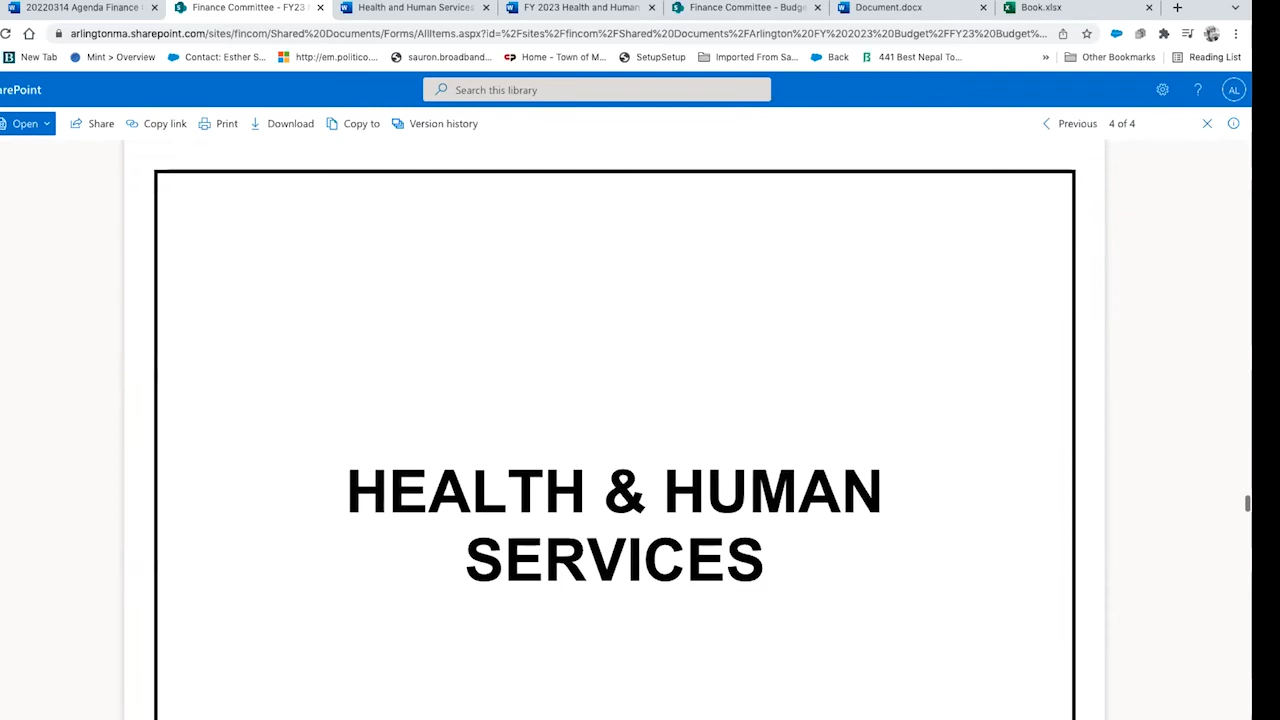 20220314 Agenda Finance
Finance Committee - FY23
Health and Human Services
FY 2023 Health and Human
Finance Committee - Budge
Document.docx
Book.xlsx
arlingtonma.sharepoint.com/sites/fincom/Shared%20Documents/Forms/AllItems.aspx?id=%2Fsites%2Ffincom%2FShared%20Documents%2FArlington%20FY%202023%20Budget%2FFY23%20Budget%...
New Tab
Mint > Overview
Contact: Esther S...
http://em.politico....
sauron.broadband...
Home - Town of M...
SetupSetup
Imported From Sa...
Back
441 Best Nepal To...
»
Other Bookmarks
Reading List
arePoint
Search this library
?
AL
Open
Share
Copy link
Print
Download
Copy to
Version history
Previous
4 of 4
HEALTH & HUMAN
SERVICES